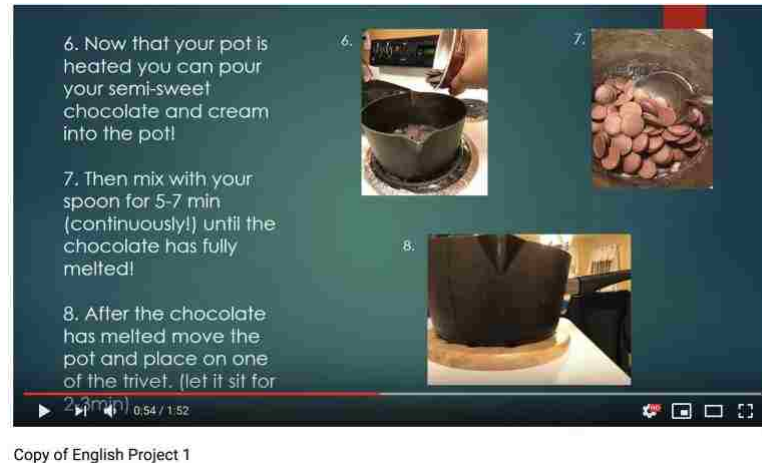 6. Now that your pot is
heated you can pour
your semi-sweet
chocolate and cream
into the pot!
7. Then mix with your
spoon for 5-7 min
(continuously!) until the
chocolate has fully
melted!
8. After the chocolate
has melted move the
pot and place on one
of the trivet. (let it sit for
2-3min)
6.
7.
8.
0:54 / 1:52
Copy of English Project 1